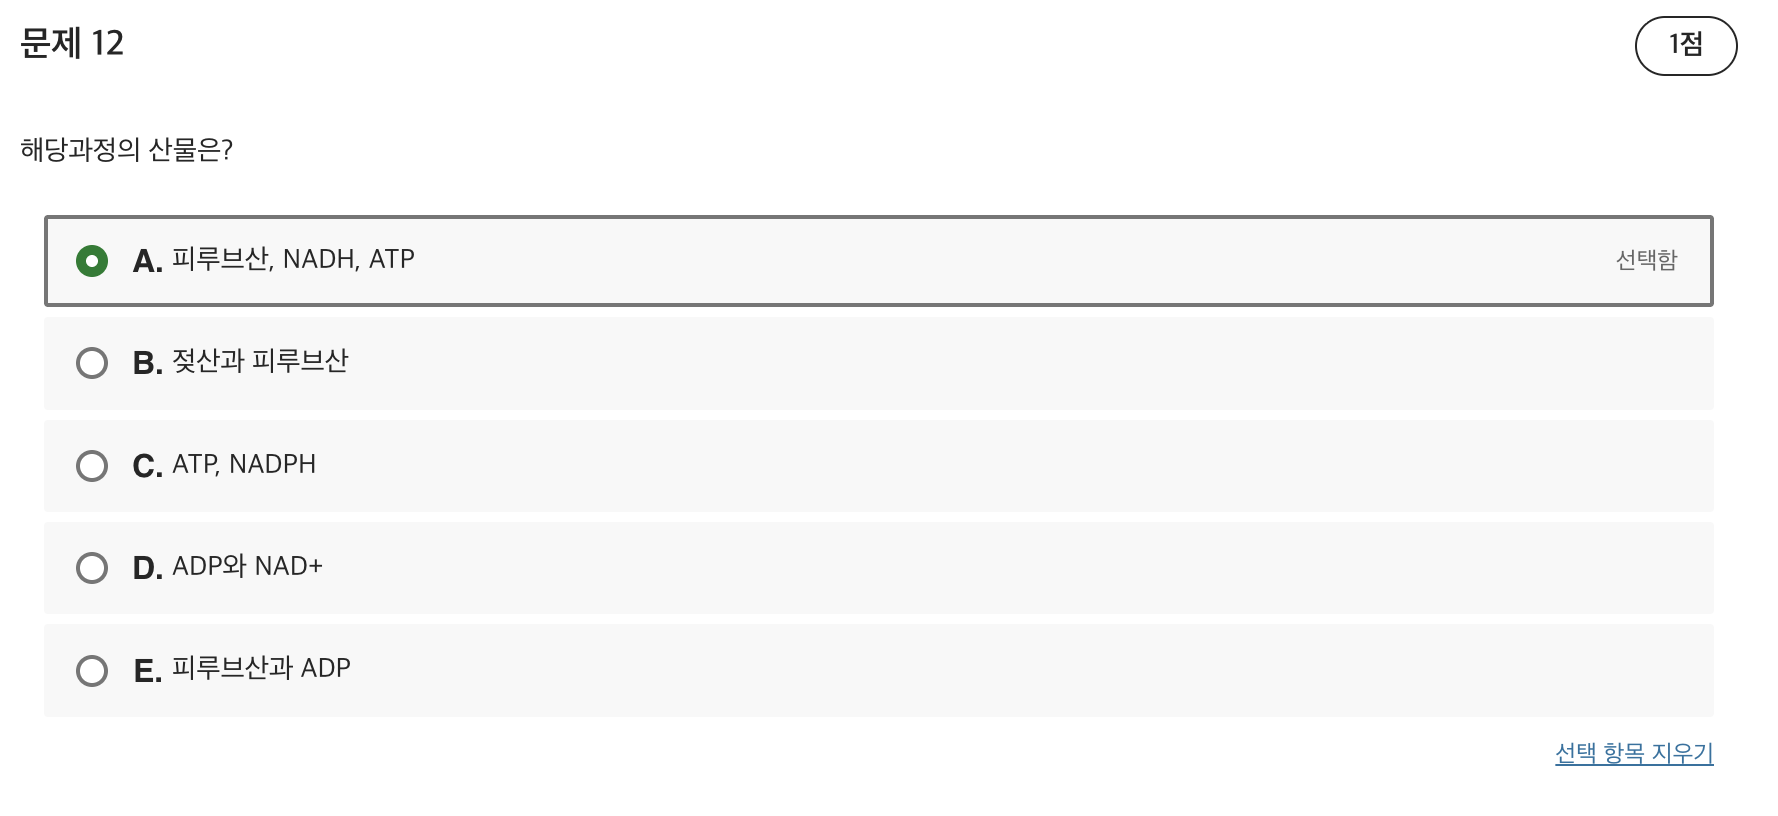 문제 12
1점
해당과정의 산물은?
A. 피루브산, NADH, ATP
선택함
B. 젖산과 피루브산
C. ATP, NADPH
D. ADP와 NAD+
E. 피루브산과 ADP
선택 항목 지우기